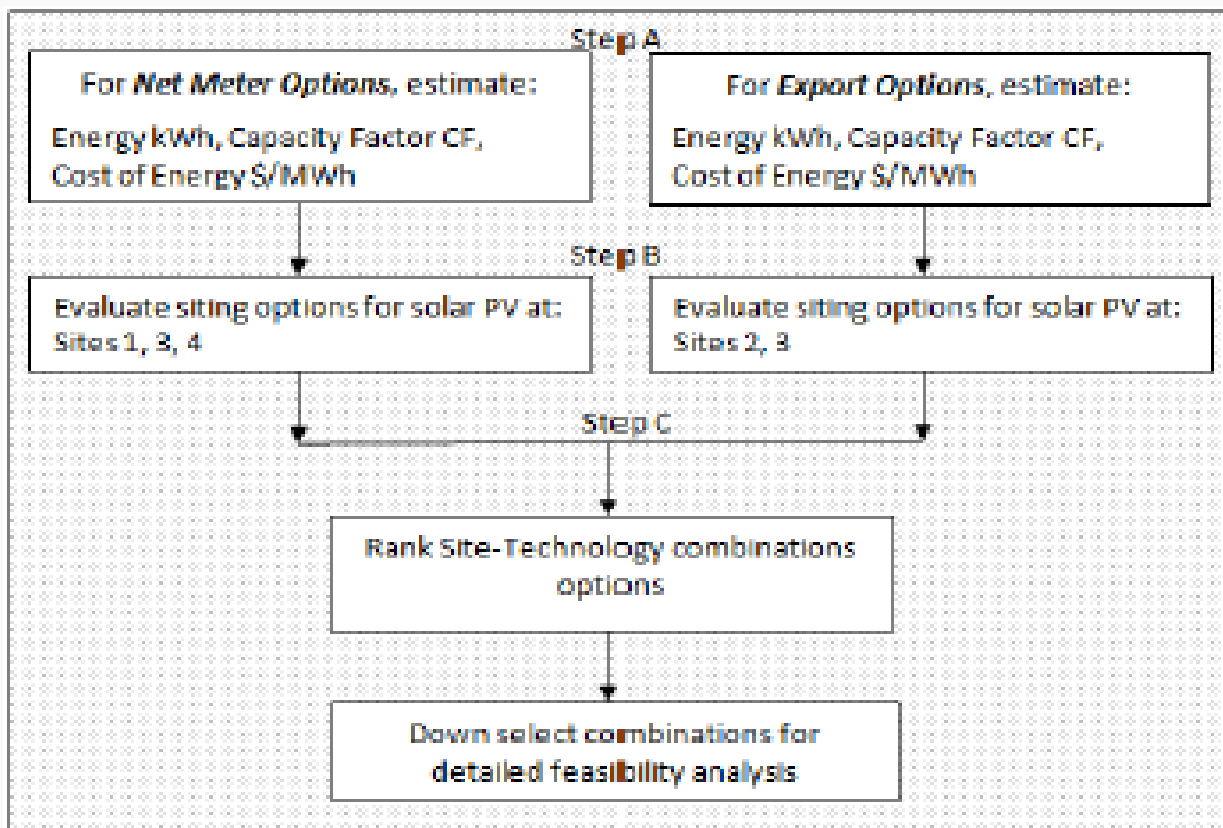 Step A
For Net Meter Options, estimate:
Energy kWh, Capacity Factor CF,
Cost of Energy $/MWh
For Export Options, estimate:
Energy kWh, Capacity Factor CF,
Cost of Energy $/MWh
Step B
Evaluate siting options for solar PV at:
Sites 1, 3, 4
Evaluate siting options for solar PV at:
Sites 2, 3
Step C
Rank Site-Technology combinations
options
Down select combinations for
detailed feasibility analysis